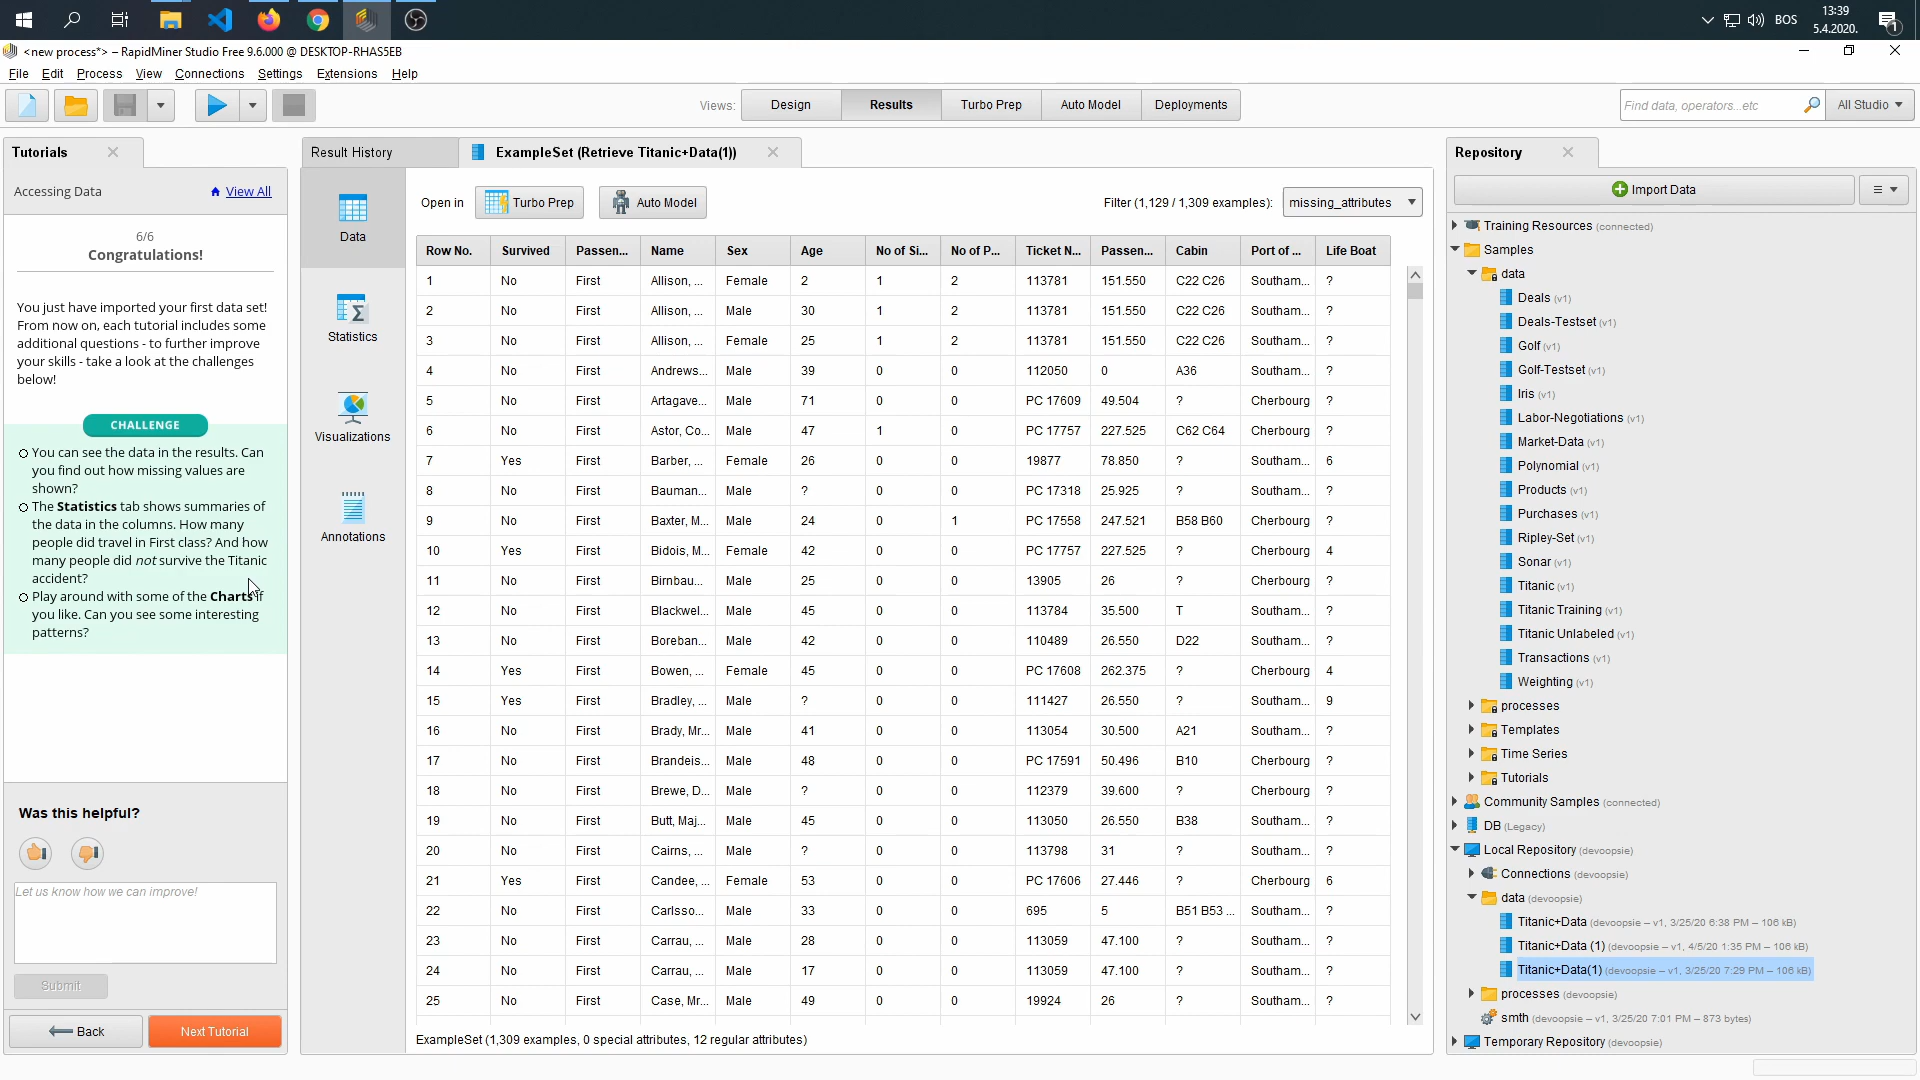 BOS
13:39
5.4.2020.
1
<new process*> – RapidMiner Studio Free 9.6.000 @ DESKTOP-RHAS5EB
File Edit Process View Connections Settings Extensions Help
Views: Design Results Turbo Prep Auto Model Deployments
Find data, operators...etc
All Studio
Tutorials
Accessing Data
View All
6/6
Congratulations!
You just have imported your first data set!
From now on, each tutorial includes some
additional questions - to further improve
your skills - take a look at the challenges
below!
CHALLENGE
You can see the data in the results. Can
you find out how missing values are
shown?
The Statistics tab shows summaries of
the data in the columns. How many
people did travel in First class? And how
many people did not survive the Titanic
accident?
Play around with some of the Charts if
you like. Can you see some interesting
patterns?
Was this helpful?
Let us know how we can improve!
Submit
Back
Next Tutorial
Result History
ExampleSet (Retrieve Titanic+Data(1))
Data
Statistics
Visualizations
Annotations
Open in Turbo Prep Auto Model
Filter (1,129 / 1,309 examples): missing_attributes
Row No. Survived Passen... Name Sex Age No of Si... No of P... Ticket N... Passen... Cabin Port of ... Life Boat
1 No First Allison, ... Female 2 1 2 113781 151.550 C22 C26 Southam... ?
2 No First Allison, ... Male 30 1 2 113781 151.550 C22 C26 Southam... ?
3 No First Allison, ... Female 25 1 2 113781 151.550 C22 C26 Southam... ?
4 No First Andrews... Male 39 0 0 112050 0 A36 Southam... ?
5 No First Artagave... Male 71 0 0 PC 17609 49.504 ? Cherbourg ?
6 No First Astor, Co... Male 47 1 0 PC 17757 227.525 C62 C64 Cherbourg ?
7 Yes First Barber, ... Female 26 0 0 19877 78.850 ? Southam... 6
8 No First Bauman... Male ? 0 0 PC 17318 25.925 ? Southam... ?
9 No First Baxter, M... Male 24 0 1 PC 17558 247.521 B58 B60 Cherbourg ?
10 Yes First Bidois, M... Female 42 0 0 PC 17757 227.525 ? Cherbourg 4
11 No First Birnbau... Male 25 0 0 13905 26 ? Cherbourg ?
12 No First Blackwel... Male 45 0 0 113784 35.500 T Southam... ?
13 No First Boreban... Male 42 0 0 110489 26.550 D22 Southam... ?
14 Yes First Bowen, ... Female 45 0 0 PC 17608 262.375 ? Cherbourg 4
15 Yes First Bradley, ... Male ? 0 0 111427 26.550 ? Southam... 9
16 No First Brady, Mr... Male 41 0 0 113054 30.500 A21 Southam... ?
17 No First Brandeis... Male 48 0 0 PC 17591 50.496 B10 Cherbourg ?
18 No First Brewe, D... Male ? 0 0 112379 39.600 ? Cherbourg ?
19 No First Butt, Maj... Male 45 0 0 113050 26.550 B38 Southam... ?
20 No First Cairns, ... Male ? 0 0 113798 31 ? Southam... ?
21 Yes First Candee, ... Female 53 0 0 PC 17606 27.446 ? Cherbourg 6
22 No First Carlsso... Male 33 0 0 695 5 B51 B53 ... Southam... ?
23 No First Carrau, ... Male 28 0 0 113059 47.100 ? Southam... ?
24 No First Carrau, ... Male 17 0 0 113059 47.100 ? Southam... ?
25 No First Case, Mr... Male 49 0 0 19924 26 ? Southam... ?
ExampleSet (1,309 examples, 0 special attributes, 12 regular attributes)
Repository
Import Data
Training Resources (connected)
Samples
data
Deals (v1)
Deals-Testset (v1)
Golf (v1)
Golf-Testset (v1)
Iris (v1)
Labor-Negotiations (v1)
Market-Data (v1)
Polynomial (v1)
Products (v1)
Purchases (v1)
Ripley-Set (v1)
Sonar (v1)
Titanic (v1)
Titanic Training (v1)
Titanic Unlabeled (v1)
Transactions (v1)
Weighting (v1)
processes
Templates
Time Series
Tutorials
Community Samples (connected)
DB (Legacy)
Local Repository (devoopsie)
Connections (devoopsie)
data (devoopsie)
Titanic+Data (devoopsie – v1, 3/25/20 6:38 PM – 106 kB)
Titanic+Data (1) (devoopsie – v1, 4/5/20 1:35 PM – 106 kB)
Titanic+Data(1) (devoopsie – v1, 3/25/20 7:29 PM – 106 kB)
processes (devoopsie)
smth (devoopsie – v1, 3/25/20 7:01 PM – 873 bytes)
Temporary Repository (devoopsie)